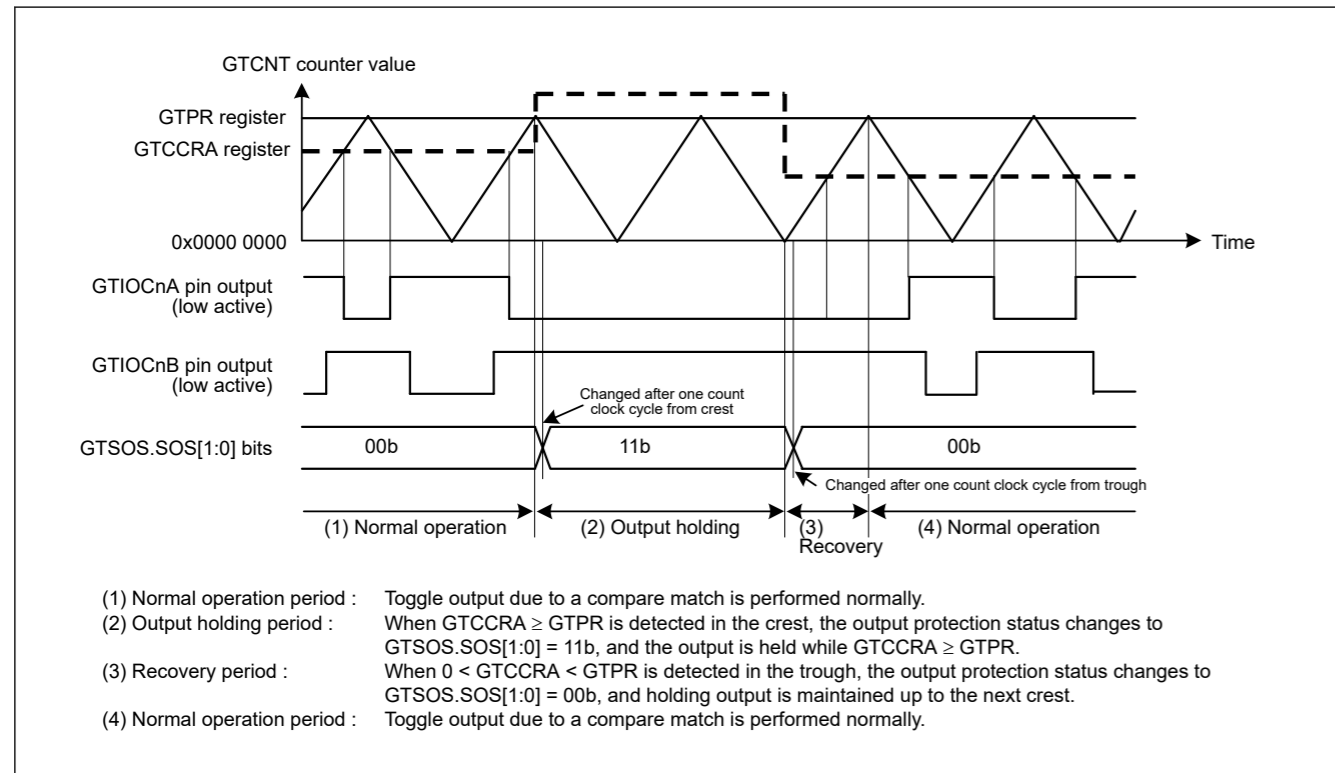 GTCNT counter value
GTPR register
GTCCRA register
0x0000 0000
Time
GTIOCnA pin output
(low active)
GTIOCnB pin output
(low active)
Changed after one count
clock cycle from crest
GTSOS.SOS[1:0] bits
00b
11b
00b
Changed after one count clock cycle from trough
(1) Normal operation
(2) Output holding
(3)
Recovery
(4) Normal operation
(1) Normal operation period : Toggle output due to a compare match is performed normally.
(2) Output holding period : When GTCCRA ≥ GTPR is detected in the crest, the output protection status changes to
GTSOS.SOS[1:0] = 11b, and the output is held while GTCCRA ≥ GTPR.
(3) Recovery period : When 0 < GTCCRA < GTPR is detected in the trough, the output protection status changes to
GTSOS.SOS[1:0] = 00b, and holding output is maintained up to the next crest.
(4) Normal operation period : Toggle output due to a compare match is performed normally.